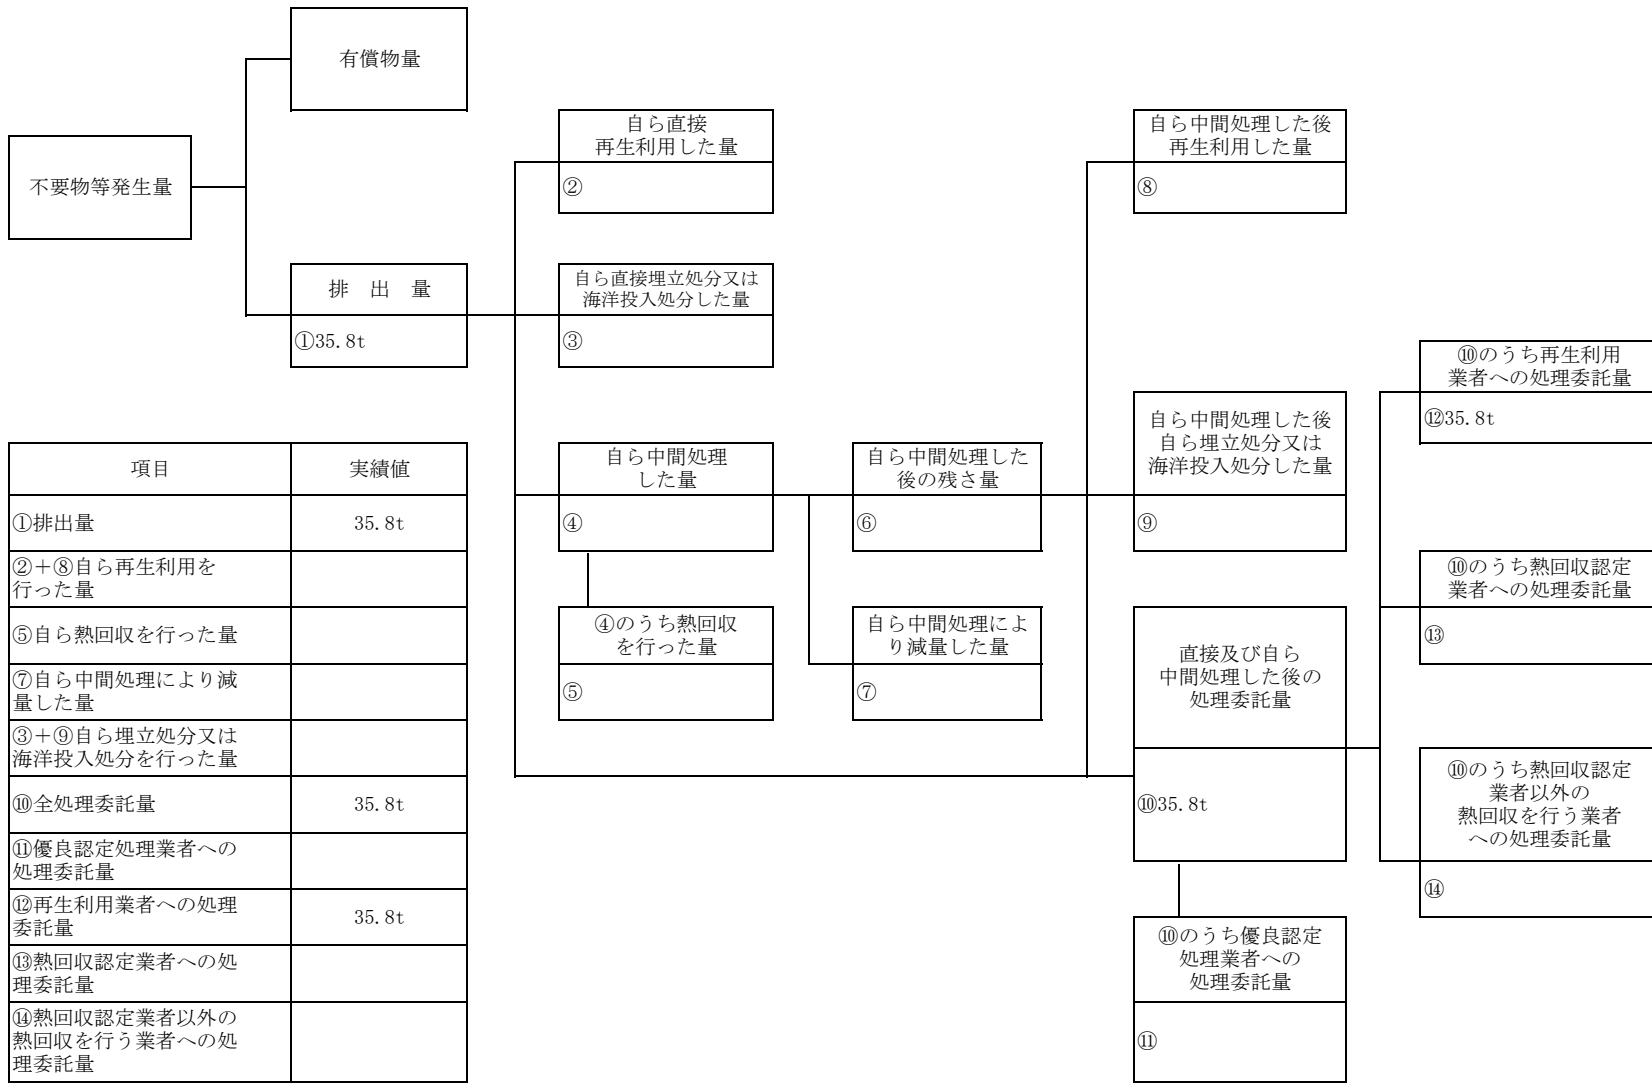 有償物量
不要物等発生量
排 出 量
①35.8t
自ら直接
再生利用した量
②
自ら直接埋立処分又は
海洋投入処分した量
③
自ら中間処理
した量
④
④のうち熱回収
を行った量
⑤
自ら中間処理した
後の残さ量
⑥
自ら中間処理によ
り減量した量
⑦
自ら中間処理した後
再生利用した量
⑧
自ら中間処理した後
自ら埋立処分又は
海洋投入処分した量
⑨
直接及び自ら
中間処理した後の
処理委託量
⑩35.8t
⑩のうち優良認定
処理業者への
処理委託量
⑪
⑩のうち再生利用
業者への処理委託量
⑫35.8t
⑩のうち熱回収認定
業者への処理委託量
⑬
⑩のうち熱回収認定
業者以外の
熱回収を行う業者
への処理委託量
⑭
項目 実績値
①排出量 35.8t
②＋⑧自ら再生利用を
行った量
⑤自ら熱回収を行った量
⑦自ら中間処理により減
量した量
③＋⑨自ら埋立処分又は
海洋投入処分を行った量
⑩全処理委託量 35.8t
⑪優良認定処理業者への
処理委託量
⑫再生利用業者への処理
委託量 35.8t
⑬熱回収認定業者への処
理委託量
⑭熱回収認定業者以外の
熱回収を行う業者への処
理委託量